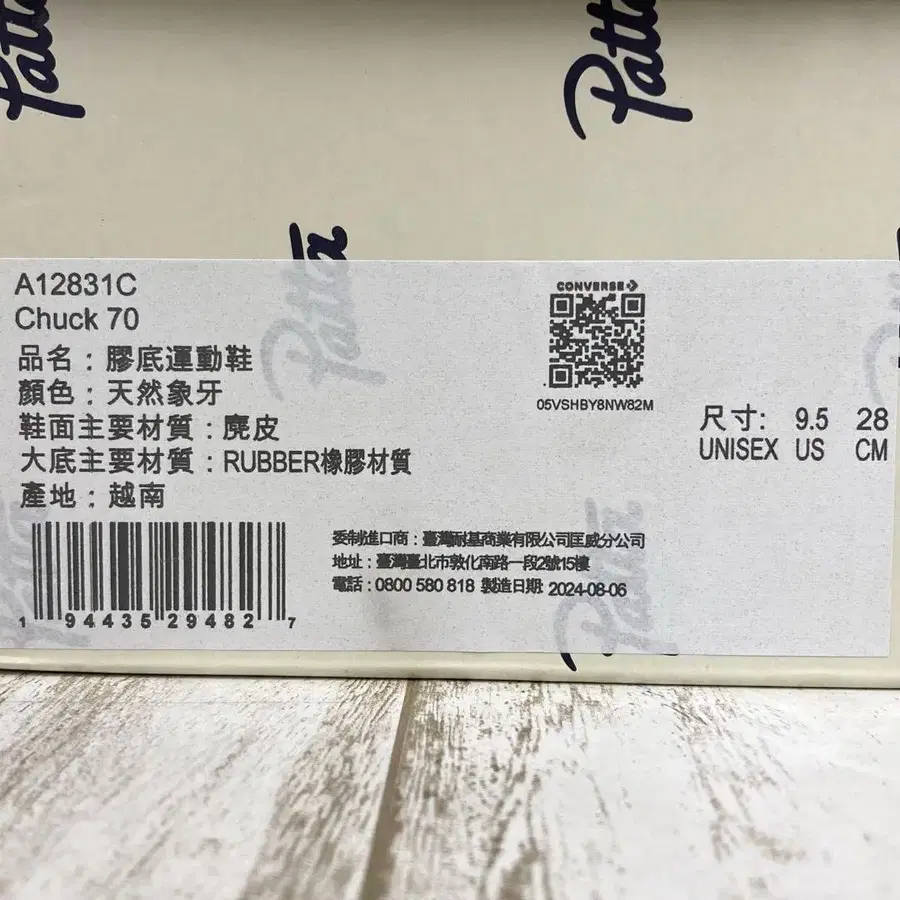 Patta
Patta
Patta
A12831C
Chuck 70
品名：膠底運動鞋
顏色：天然象牙
鞋面主要材質：麂皮
大底主要材質：RUBBER橡膠材質
產地：越南
CONVERSE
05VSHBY8NW82M
尺寸: 9.5 28
UNISEX US CM
1 94435 29482 7
委制進口商：臺灣耐基商業有限公司匡威分公司
地址：臺灣臺北市敦化南路一段2號15樓
電話：0800 580 818 製造日期: 2024-08-06
Patta